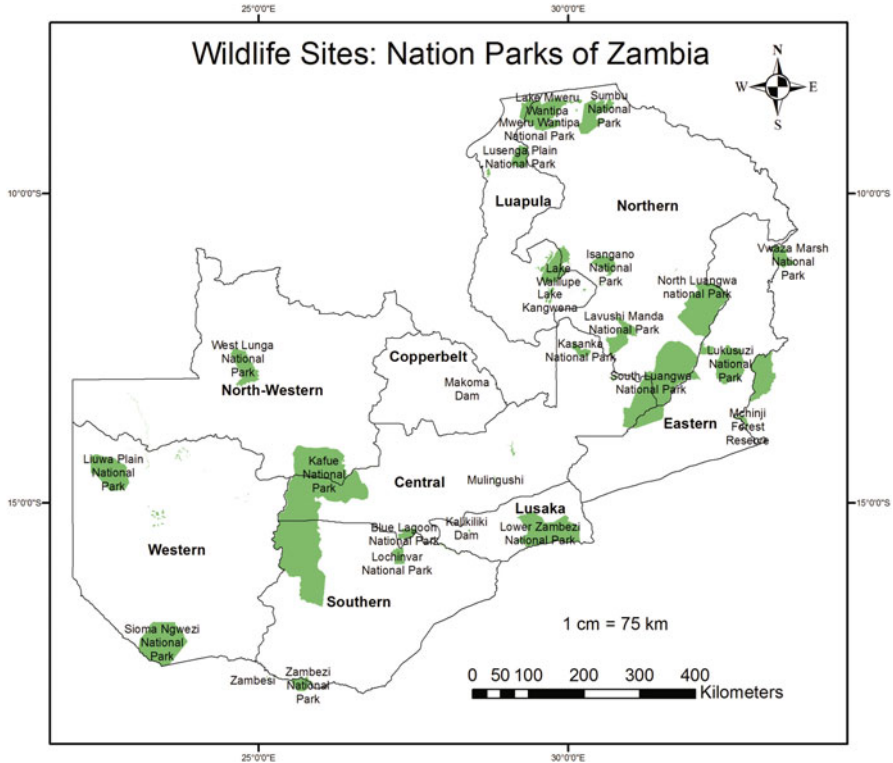 25°0'0"E
30°0'0"E
Wildlife Sites: Nation Parks of Zambia
N
W
E
S
Lake Mweru
Wantipa
Mweru Wantipa
National Park
Sumbu
National
Park
Lusenga Plain
National Park
10°0'0"S
10°0'0"S
Luapula
Northern
Vwaza Marsh
National
Park
Isangano
National
Park
Lake
Walilupe
Lake
Kangwena
North Luangwa
national Park
Lavushi Manda
National Park
Kasanka
National Park
West Lunga
National
Park
Copperbelt
Lukusuzi
National
Park
North-Western
Makoma
Dam
South Luangwa
National Park
Eastern
Mchinji
Forest
Reserce
Liuwa Plain
National
Park
Kafue
National
Park
Central
Mulingushi
15°0'0"S
15°0'0"S
Lusaka
Blue Lagoon
National Park
Kalikiliki
Dam
Lower Zambezi
National Park
Western
Lochinvar
National Park
Southern
Sioma Ngwezi
National
Park
1 cm = 75 km
Zambesi
Zambezi
National
Park
0 50 100 200 300 400
Kilometers
25°0'0"E
30°0'0"E